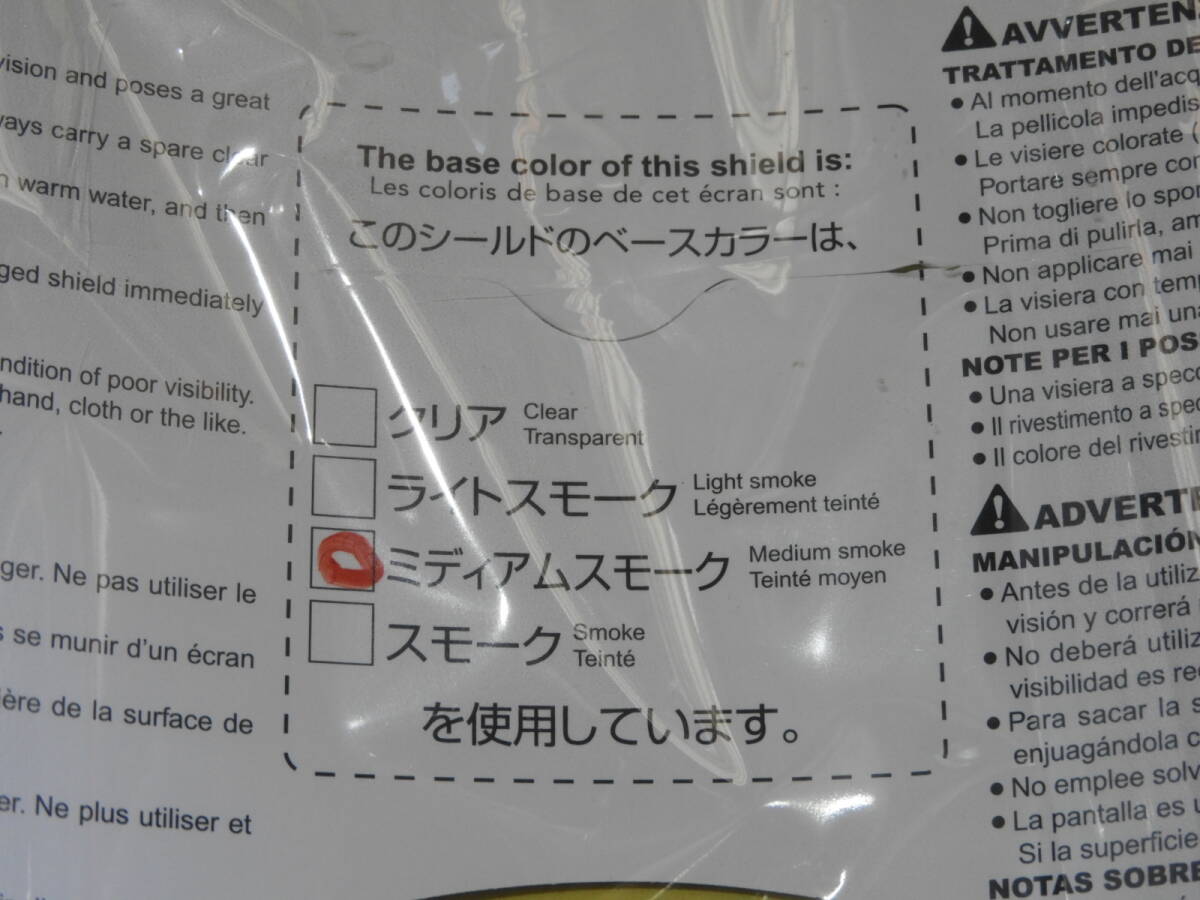 vision and poses a great
ways carry a spare clear
warm water, and then
ged shield immediately
ndition of poor visibility.
hand, cloth or the like.
ger. Ne pas utiliser le
se munir d'un écran
ière de la surface de
er. Ne plus utiliser et
The base color of this shield is:
Les coloris de base de cet écran sont :
このシールドのベースカラーは、
クリア Clear
Transparent
ライトスモーク Light smoke
Légèrement teinté
ミディアムスモーク Medium smoke
Teinté moyen
スモーク Smoke
Teinté
を使用しています。
AVVERTEN
TRATTAMENTO DE
• Al momento dell'acq
La pellicola impedis
• Le visiere colorate (
Portare sempre con
• Non togliere lo spor
Prima di pulirla, am
• Non applicare mai
• La visiera con temp
Non usare mai una
NOTE PER I POS
• Una visiera a specc
• Il rivestimento a spec
• Il colore del rivestir
ADVERTE
MANIPULACIÓN
• Antes de la utiliz
visión y correrá
• No deberá utiliz
visibilidad es re
• Para sacar la s
enjuagándola c
• No emplee solv
• La pantalla es u
Si la superficie
NOTAS SOBRE